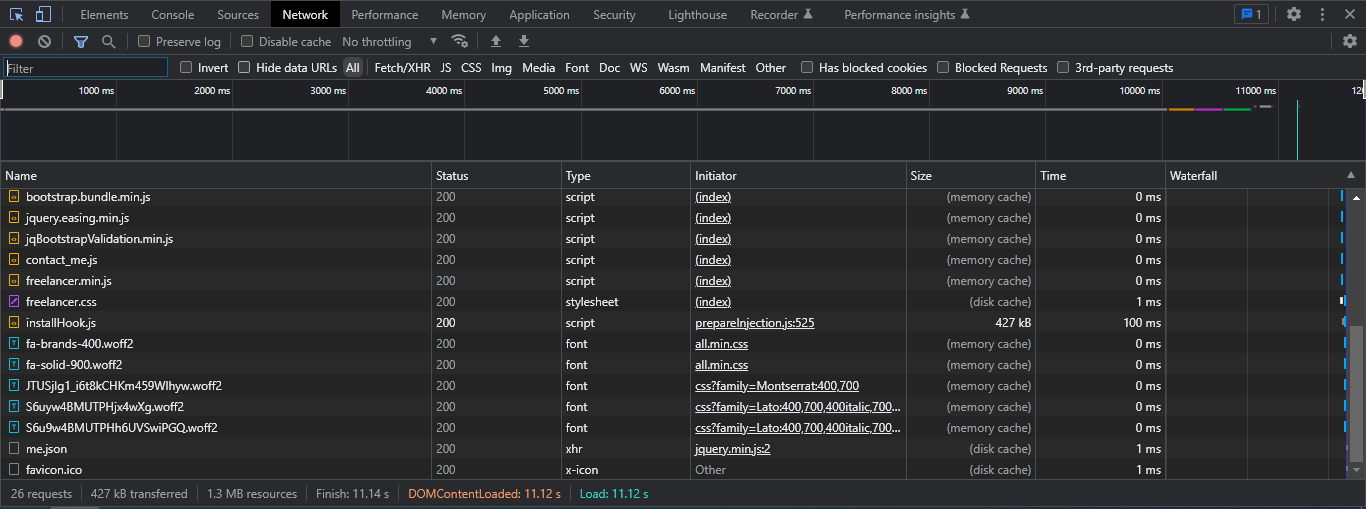 Elements Console Sources Network Performance Memory Application Security Lighthouse Recorder Performance insights 1
Preserve log Disable cache No throttling
Filter Invert Hide data URLs All Fetch/XHR JS CSS Img Media Font Doc WS Wasm Manifest Other Has blocked cookies Blocked Requests 3rd-party requests
1000 ms 2000 ms 3000 ms 4000 ms 5000 ms 6000 ms 7000 ms 8000 ms 9000 ms 10000 ms 11000 ms 120
Name Status Type Initiator Size Time Waterfall
bootstrap.bundle.min.js 200 script (index) (memory cache) 0 ms
jquery.easing.min.js 200 script (index) (memory cache) 0 ms
jqBootstrapValidation.min.js 200 script (index) (memory cache) 0 ms
contact_me.js 200 script (index) (memory cache) 0 ms
freelancer.min.js 200 script (index) (memory cache) 0 ms
freelancer.css 200 stylesheet (index) (disk cache) 1 ms
installHook.js 200 script prepareInjection.js:525 427 kB 100 ms
fa-brands-400.woff2 200 font all.min.css (memory cache) 0 ms
fa-solid-900.woff2 200 font all.min.css (memory cache) 0 ms
JTUSjIg1_i6t8kCHKm459Wlhyw.woff2 200 font css?family=Montserrat:400,700 (memory cache) 0 ms
S6uyw4BMUTPHjx4wXg.woff2 200 font css?family=Lato:400,700,400italic,700... (memory cache) 0 ms
S6u9w4BMUTPHh6UVSwiPGQ.woff2 200 font css?family=Lato:400,700,400italic,700... (memory cache) 0 ms
me.json 200 xhr jquery.min.js:2 (disk cache) 1 ms
favicon.ico 200 x-icon Other (disk cache) 1 ms
26 requests 427 kB transferred 1.3 MB resources Finish: 11.14 s DOMContentLoaded: 11.12 s Load: 11.12 s